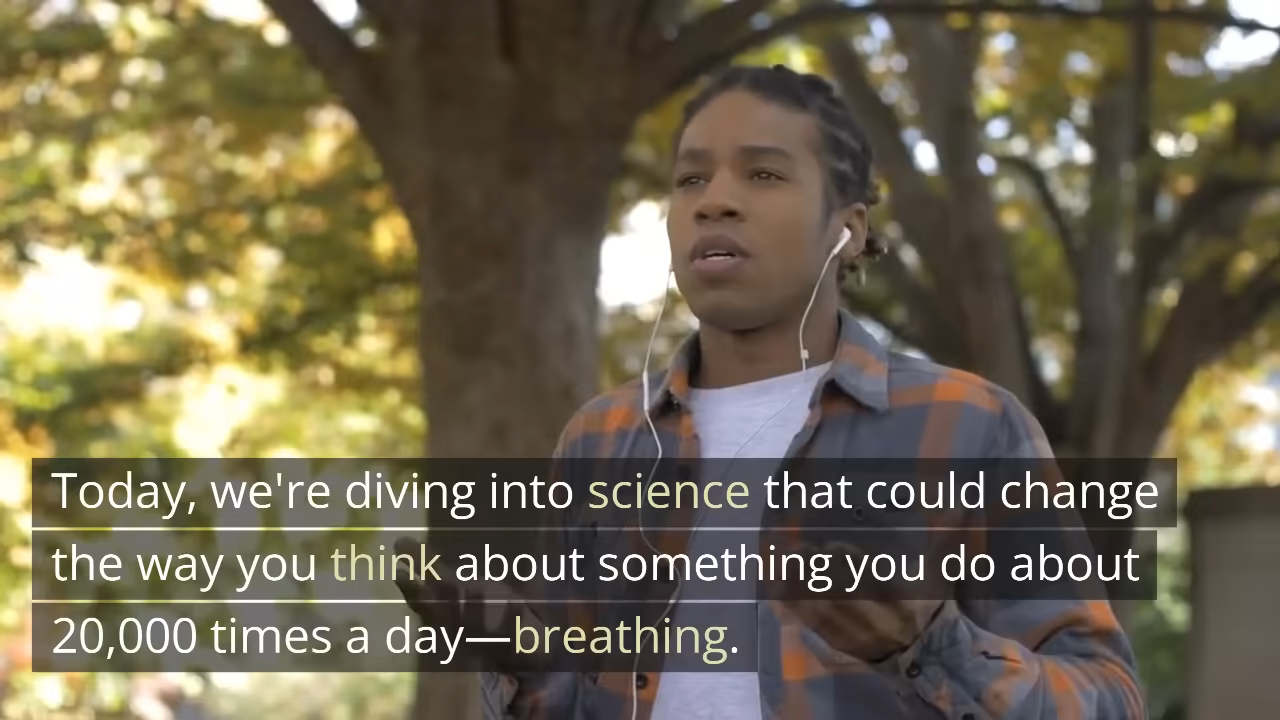 Today, we're diving into science that could change
the way you think about something you do about
20,000 times a day—breathing.